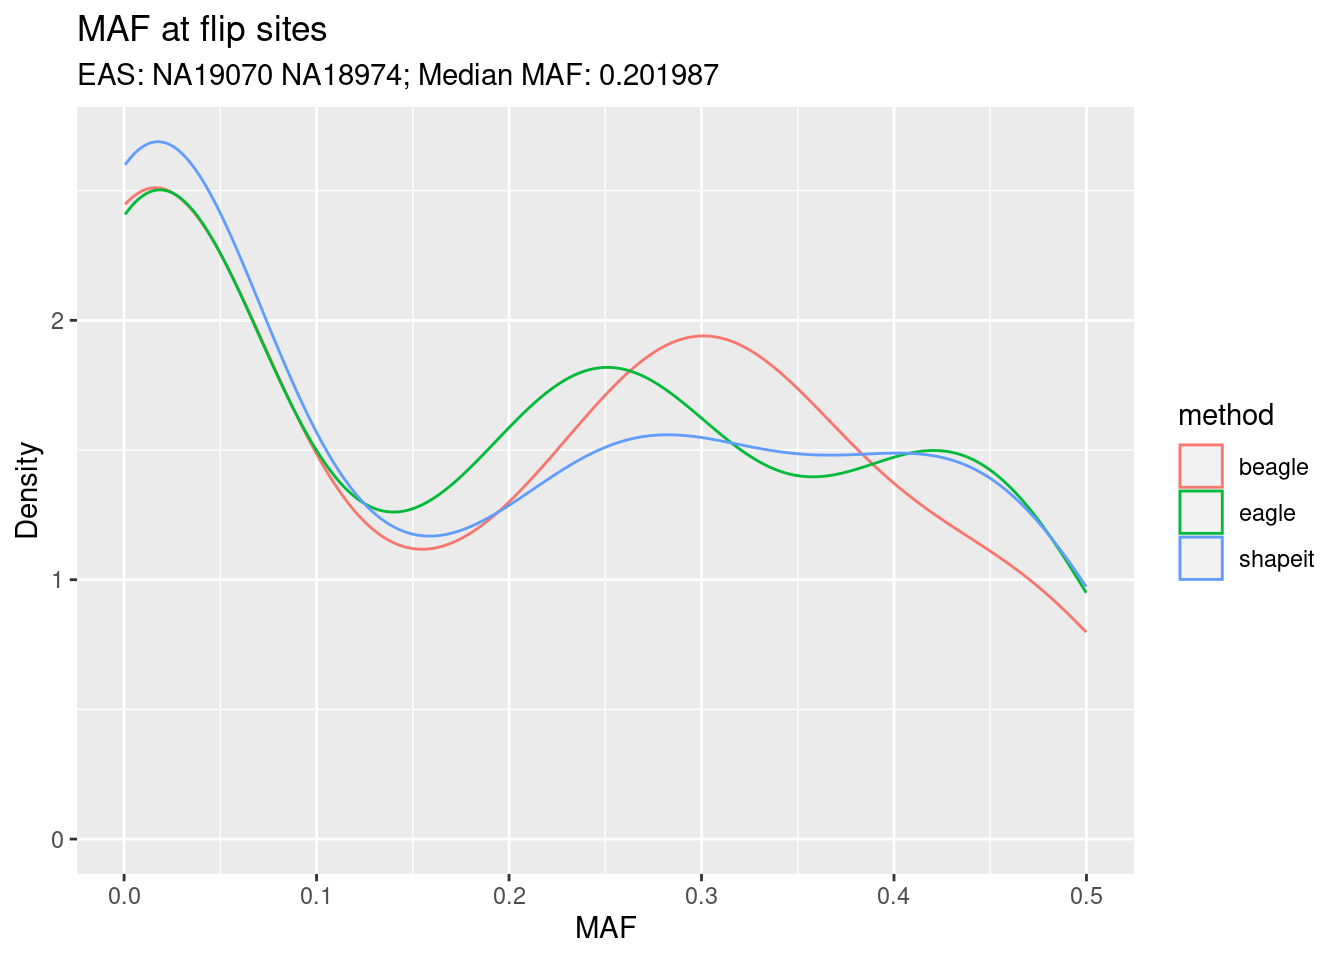 MAF at flip sites
EAS: NA19070 NA18974; Median MAF: 0.201987
Density
2
1
0
0.0 0.1 0.2 0.3 0.4 0.5
MAF
method
beagle
eagle
shapeit